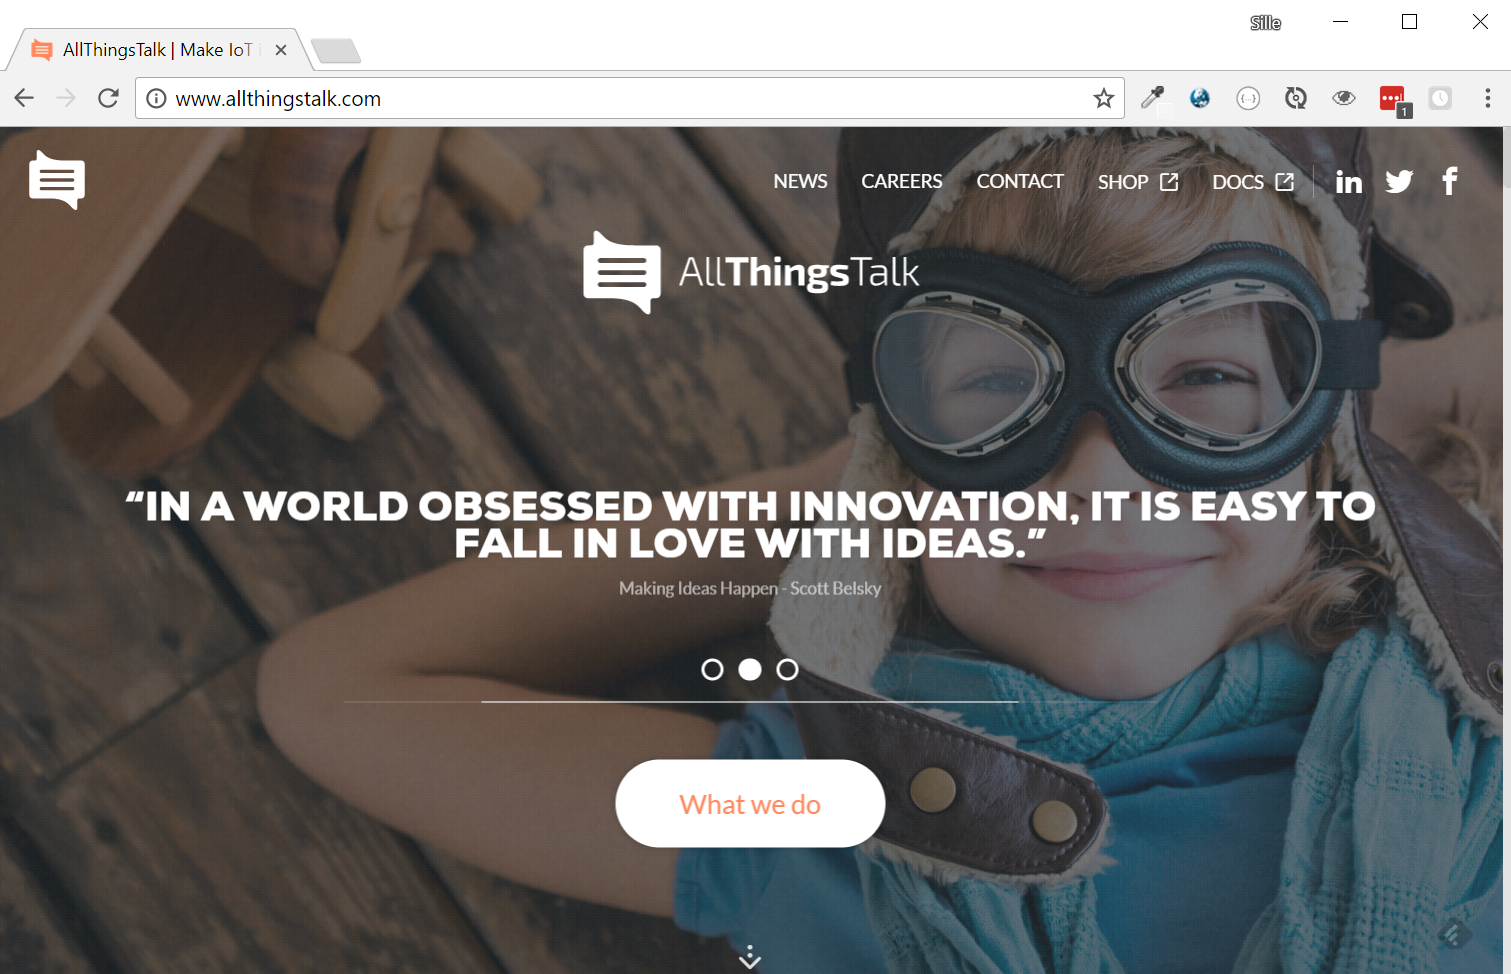 Sille
AllThingsTalk | Make IoT i
www.allthingstalk.com
1
NEWS CAREERS CONTACT SHOP DOCS
AllThingsTalk
“IN A WORLD OBSESSED WITH INNOVATION, IT IS EASY TO
FALL IN LOVE WITH IDEAS.”
Making Ideas Happen - Scott Belsky
What we do